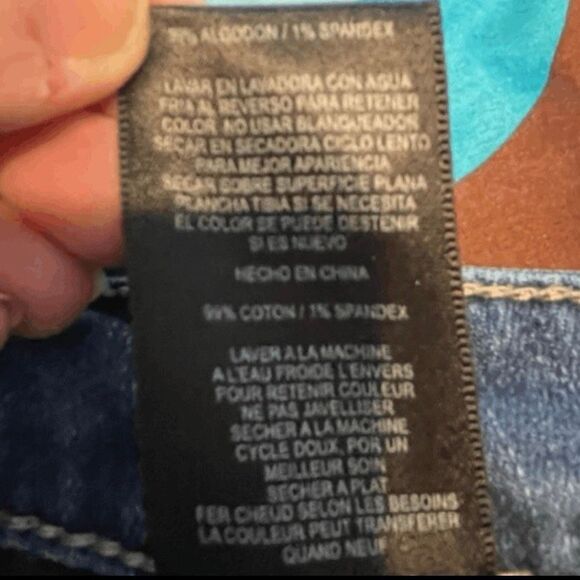 99% ALGODON / 1% SPANDEX
LAVAR EN LAVADORA CON AGUA
FRIA AL REVERSO PARA RETENER
COLOR NO USAR BLANQUEADOR
SECAR EN SECADORA CICLO LENTO
PARA MEJOR APARIENCIA
SECAR SOBRE SUPERFICIE PLANA
PLANCHA TIBIA SI SE NECESITA
EL COLOR SE PUEDE DESTENIR
SI ES NUEVO
HECHO EN CHINA
99% COTON / 1% SPANDEX
LAVER A LA MACHINE
A L'EAU FROIDE L'ENVERS
POUR RETENIR COULEUR
NE PAS JAVELLISER
SECHER A LA MACHINE
CYCLE DOUX, POR UN
MEILLEUR SOIN
SECHER A PLAT
FER CHEUD SELON LES BESOINS
LA COULEUR PEUT TRANSFERER
QUAND NEUF